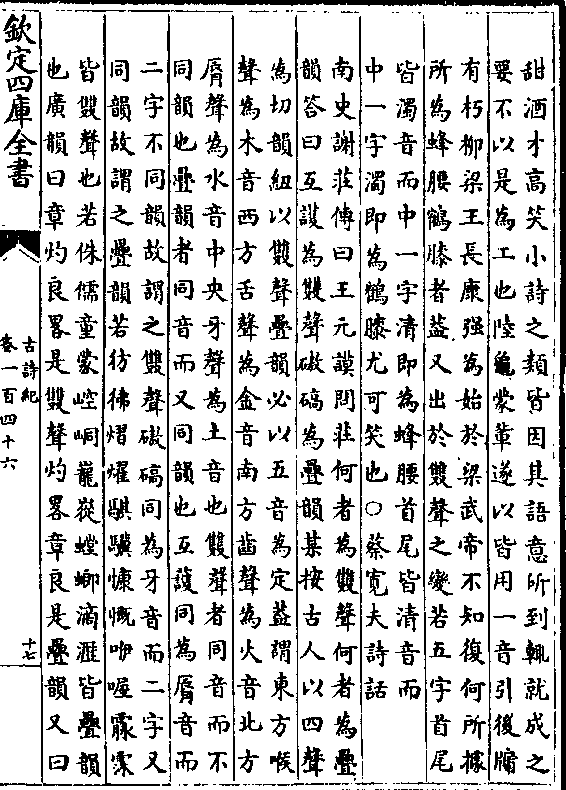 甜酒才高笑小詩之類皆因其語意所到輒就成之
要不以是為工也陸龜蒙輩遂以皆用一音引後牖
有朽柳梁王長康强為始於梁武帝不知復何所據
所為蜂腰鶴膝者葢又出於雙聲之變若五字首尾
皆濁音而中一字清即為蜂腰首尾皆清音而
中一字濁即為鶴膝尤可笑也○蔡寛夫詩話
南史謝莊傳曰王元謨問莊何者為雙聲何者為疊
韻答曰互護為雙聲磝碻為疊韻某按古人以四聲
為切韻紐以雙聲疊韻必以五音為定葢謂東方喉
聲為木音西方舌聲為金音南方齒聲為火音北方
脣聲為水音中央牙聲為土音也雙聲者同音而不
同韻也疊韻者同音而又同韻也互護同為脣音而
二字不同韻故謂之雙聲磝碻同為牙音而二字又
同韻故謂之疊韻若彷彿熠燿騏驥慷慨咿喔霡霂
皆雙聲也若侏儒童蒙崆峒巃嵸螳蜋滴瀝皆疊韻
也廣韻曰章灼良畧是雙聲灼畧章良是疊韻又曰
欽定四庫全書
古詩紀
卷一百四十六
十七